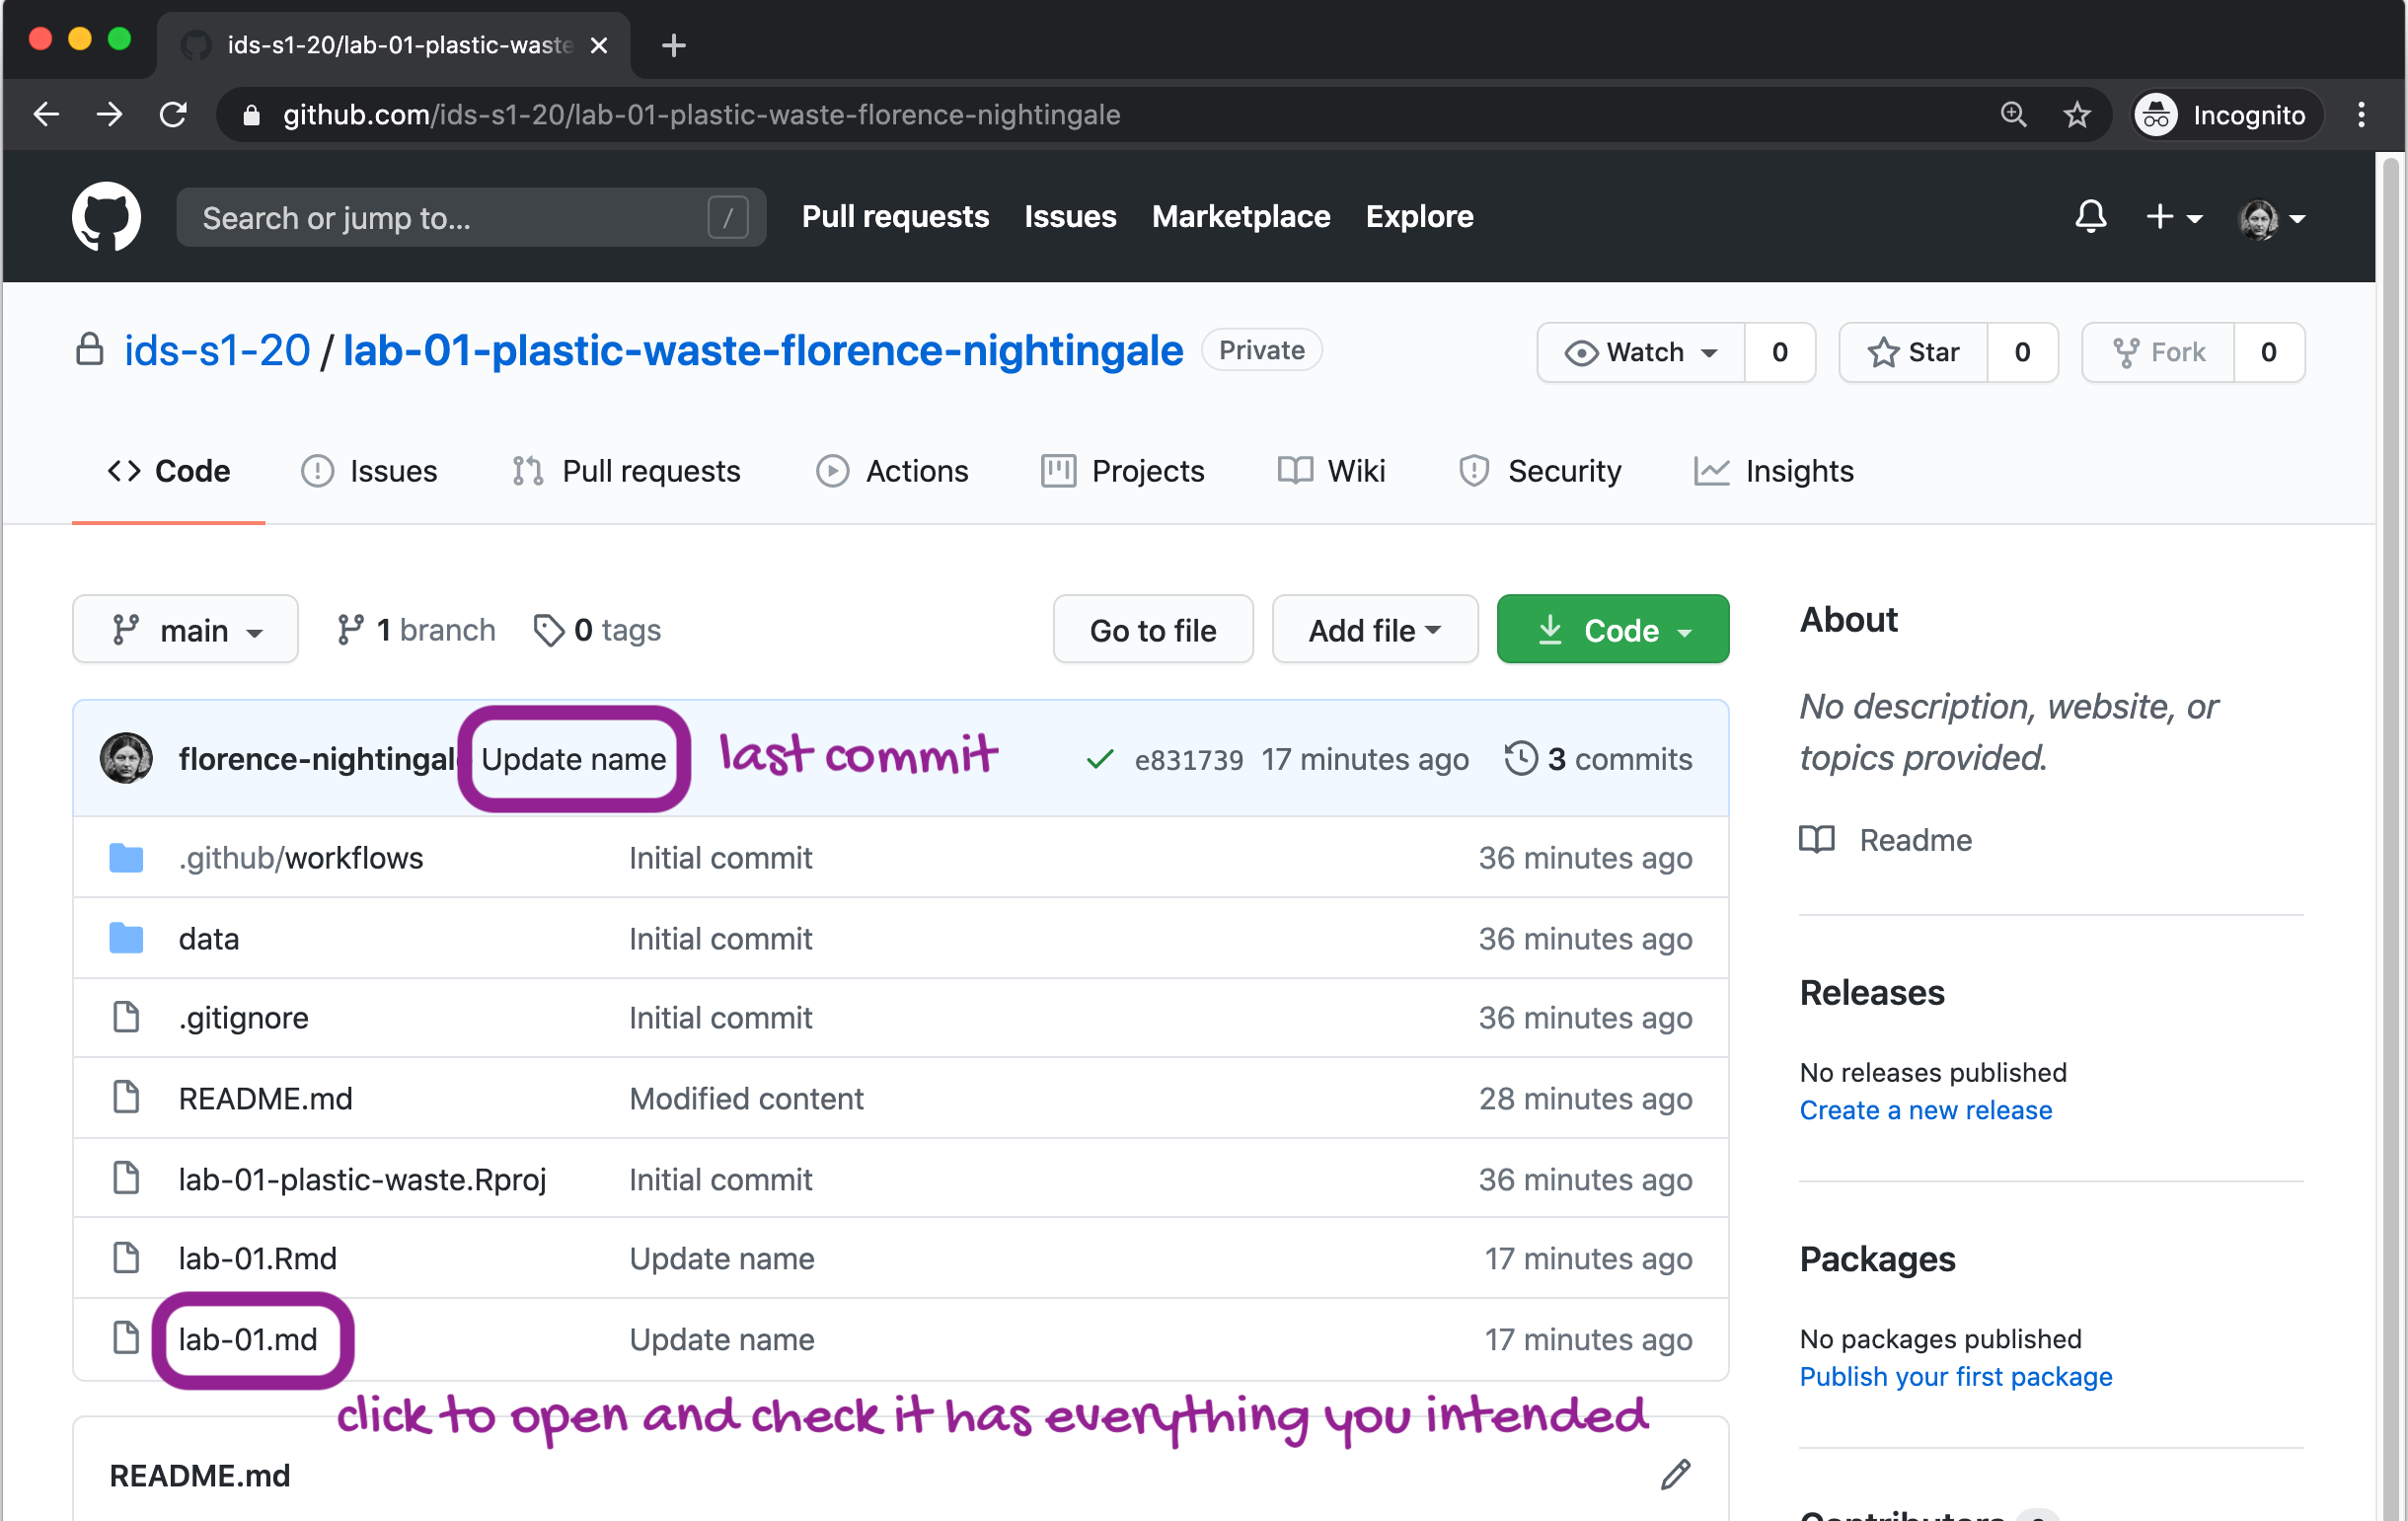 ids-s1-20/lab-01-plastic-waste
github.com/ids-s1-20/lab-01-plastic-waste-florence-nightingale
Incognito
Search or jump to...
/
Pull requests
Issues
Marketplace
Explore
ids-s1-20 / lab-01-plastic-waste-florence-nightingale
Private
Watch 0
Star 0
Fork 0
Code
Issues
Pull requests
Actions
Projects
Wiki
Security
Insights
main
1 branch
0 tags
Go to file
Add file
Code
florence-nightingal Update name last commit e831739 17 minutes ago 3 commits
.github/workflows Initial commit 36 minutes ago
data Initial commit 36 minutes ago
.gitignore Initial commit 36 minutes ago
README.md Modified content 28 minutes ago
lab-01-plastic-waste.Rproj Initial commit 36 minutes ago
lab-01.Rmd Update name 17 minutes ago
lab-01.md Update name 17 minutes ago
click to open and check it has everything you intended
README.md
About
No description, website, or
topics provided.
Readme
Releases
No releases published
Create a new release
Packages
No packages published
Publish your first package
Contributors